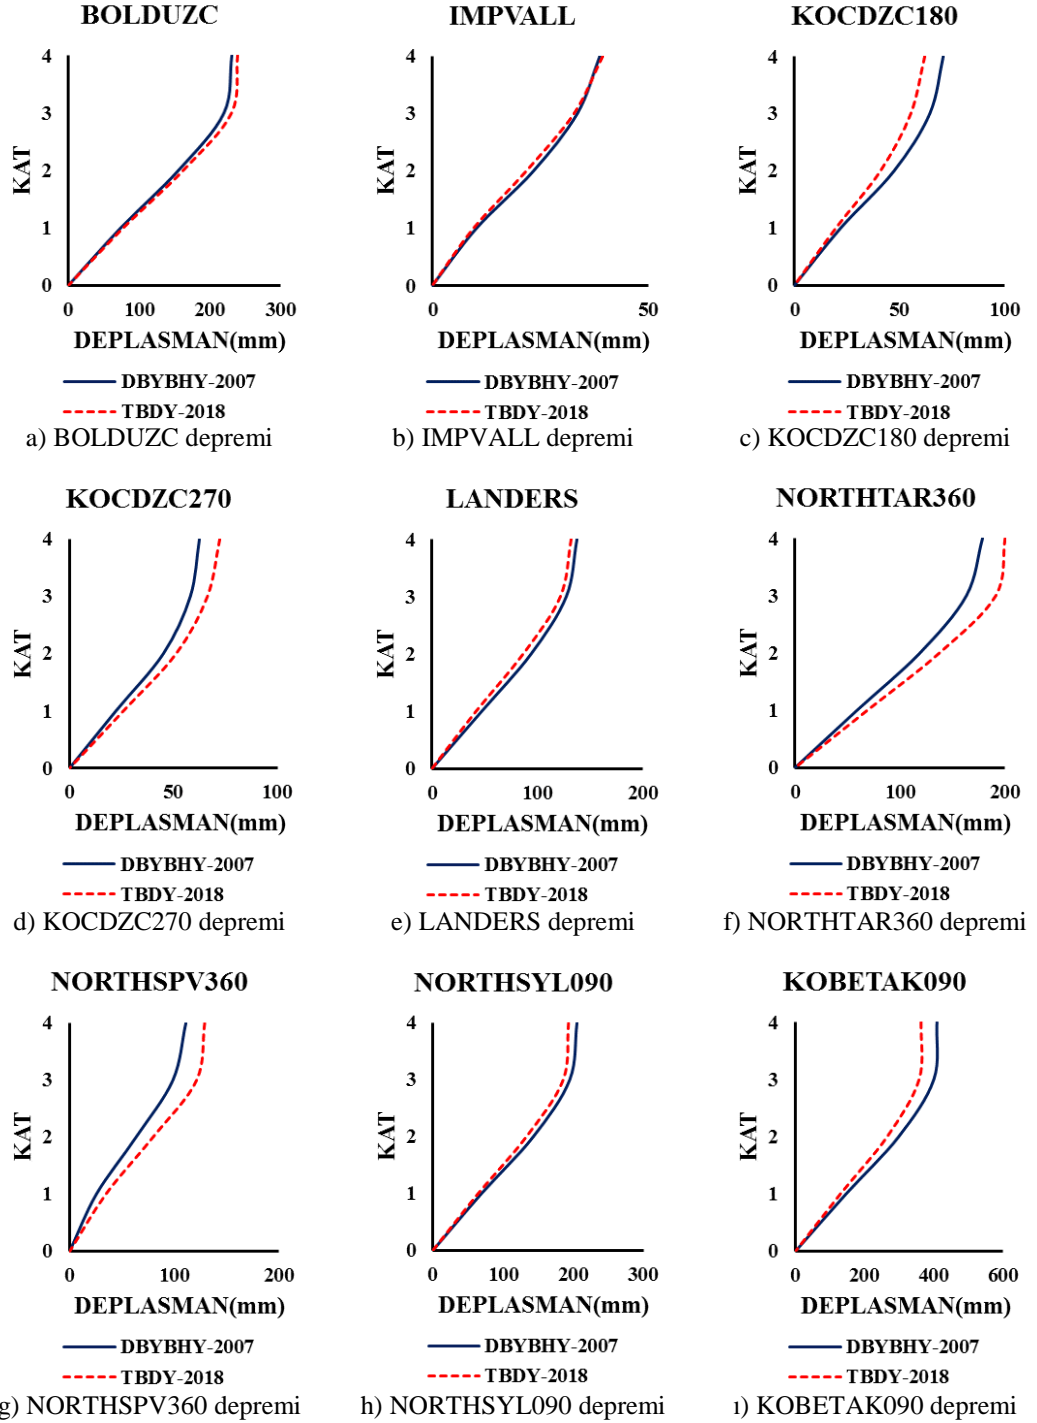 BOLDUZC
4
3
2
1
0
KAT
0 100 200 300
DEPLASMAN(mm)
DBYBHY-2007
TBDY-2018
a) BOLDUZC depremi
IMPVALL
4
3
2
1
0
KAT
0 50
DEPLASMAN(mm)
DBYBHY-2007
TBDY-2018
b) IMPVALL depremi
KOCDZC180
4
3
2
1
0
KAT
0 50 100
DEPLASMAN(mm)
DBYBHY-2007
TBDY-2018
c) KOCDZC180 depremi
KOCDZC270
4
3
2
1
0
KAT
0 50 100
DEPLASMAN(mm)
DBYBHY-2007
TBDY-2018
d) KOCDZC270 depremi
LANDERS
4
3
2
1
0
KAT
0 100 200
DEPLASMAN(mm)
DBYBHY-2007
TBDY-2018
e) LANDERS depremi
NORTHTAR360
4
3
2
1
0
KAT
0 100 200
DEPLASMAN(mm)
DBYBHY-2007
TBDY-2018
f) NORTHTAR360 depremi
NORTHSPV360
4
3
2
1
0
KAT
0 100 200
DEPLASMAN(mm)
DBYBHY-2007
TBDY-2018
g) NORTHSPV360 depremi
NORTHSYL090
4
3
2
1
0
KAT
0 100 200 300
DEPLASMAN(mm)
DBYBHY-2007
TBDY-2018
h) NORTHSYL090 depremi
KOBETAK090
4
3
2
1
0
KAT
0 200 400 600
DEPLASMAN(mm)
DBYBHY-2007
TBDY-2018
ı) KOBETAK090 depremi